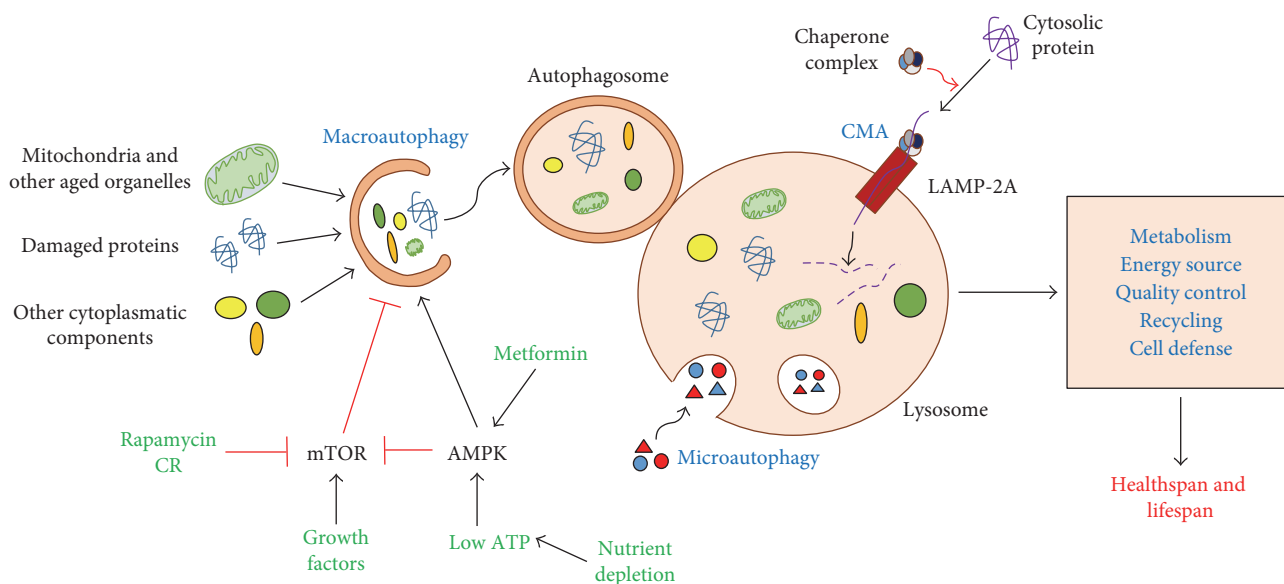 Chaperone
complex
Cytosolic
protein
Autophagosome
Macroautophagy
CMA
LAMP-2A
Mitochondria and
other aged organelles
Damaged proteins
Other cytoplasmatic
components
Metabolism
Energy source
Quality control
Recycling
Cell defense
Metformin
Lysosome
Rapamycin
CR
mTOR
AMPK
Microautophagy
Healthspan and
lifespan
Growth
factors
Low ATP
Nutrient
depletion